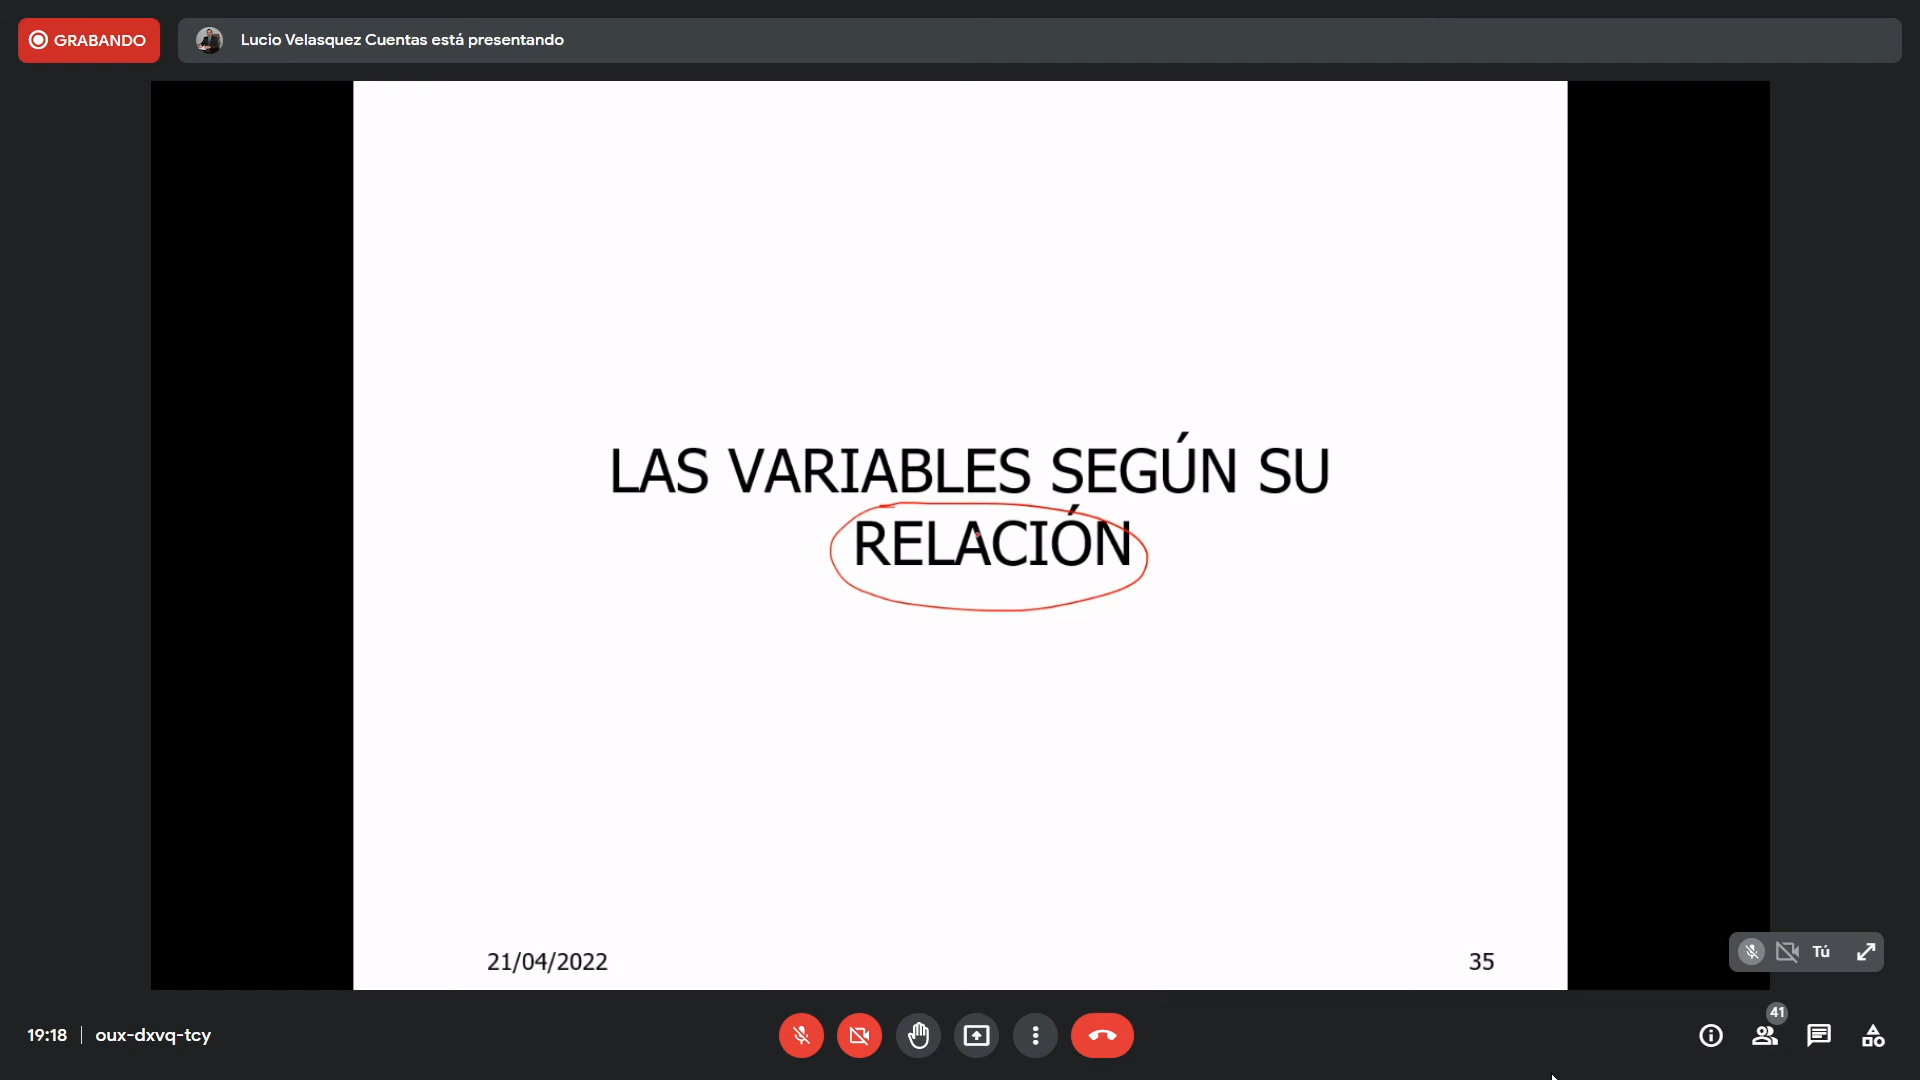 GRABANDO
Lucio Velasquez Cuentas está presentando
LAS VARIABLES SEGÚN SU
RELACIÓN
21/04/2022
35
Tú
41
19:18
oux-dxvq-tcy